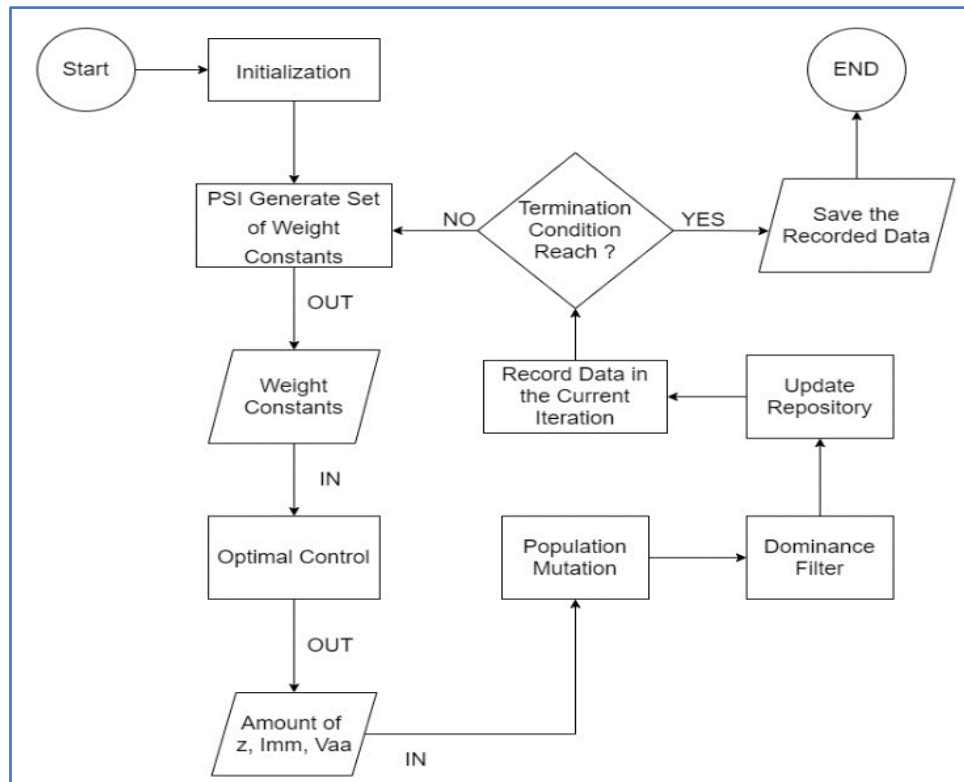 Start
Initialization
END
PSI Generate Set
of Weight
Constants
NO
Termination
Condition
Reach ?
YES
Save the
Recorded Data
OUT
Weight
Constants
Record Data in
the Current
Iteration
Update
Repository
IN
Optimal Control
Population
Mutation
Dominance
Filter
OUT
Amount of
z, Imm, Vaa
IN